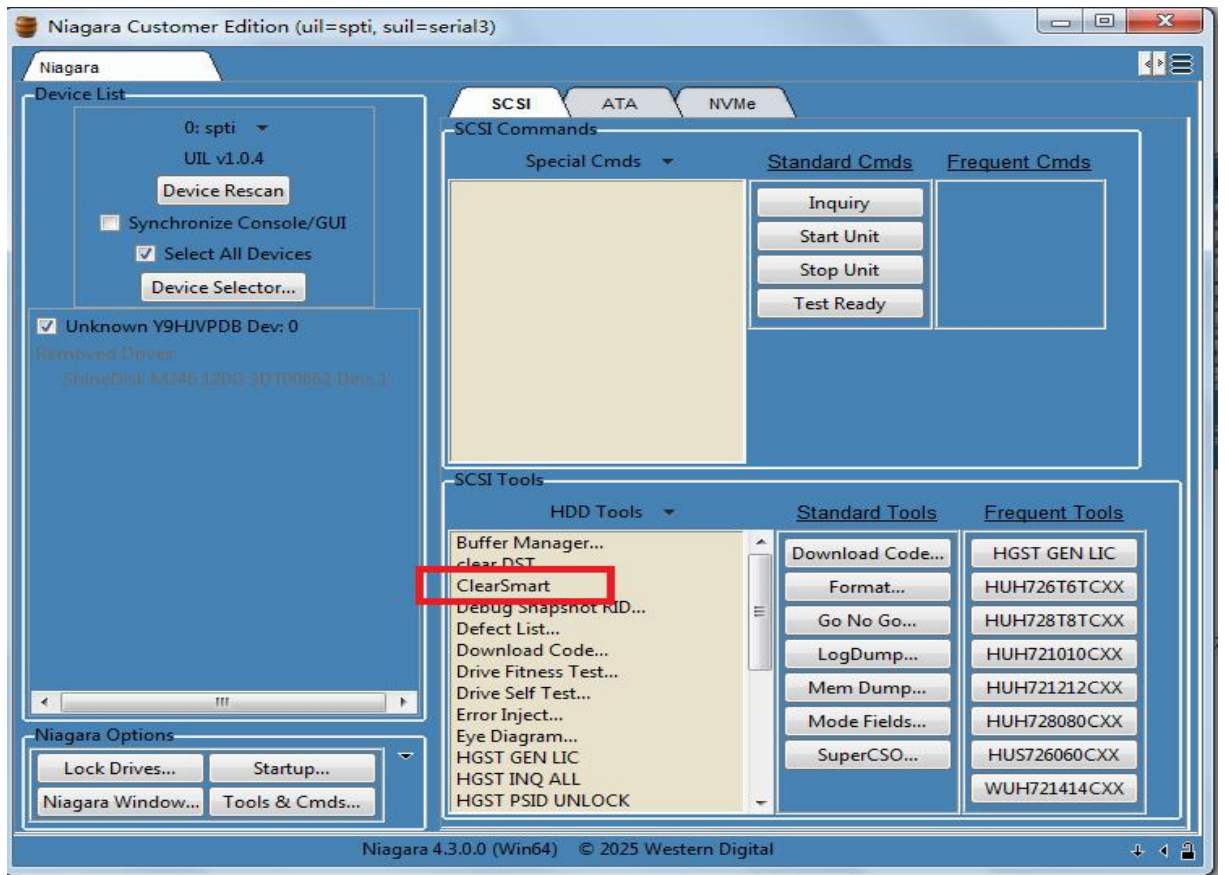 Niagara Customer Edition (uil=spti, suil=serial3)
Niagara
Device List
0: spti
UIL v1.0.4
Device Rescan
Synchronize Console/GUI
Select All Devices
Device Selector...
Unknown Y9HJVPDB Dev: 0
Removed Drives:
ShineDisk M246 120G 3DT00662 Dev: 1
Niagara Options
Lock Drives...
Startup...
Niagara Window...
Tools & Cmds...
SCSI
ATA
NVMe
SCSI Commands
Special Cmds
Standard Cmds
Frequent Cmds
Inquiry
Start Unit
Stop Unit
Test Ready
SCSI Tools
HDD Tools
Standard Tools
Frequent Tools
Buffer Manager...
clear DST
ClearSmart
Debug Snapshot RID...
Defect List...
Download Code...
Drive Fitness Test...
Drive Self Test...
Error Inject...
Eye Diagram...
HGST GEN LIC
HGST INQ ALL
HGST PSID UNLOCK
Download Code...
Format...
Go No Go...
LogDump...
Mem Dump...
Mode Fields...
SuperCSO...
HGST GEN LIC
HUH726T6TCXX
HUH728T8TCXX
HUH721010CXX
HUH721212CXX
HUH728080CXX
HUS726060CXX
WUH721414CXX
Niagara 4.3.0.0 (Win64) © 2025 Western Digital